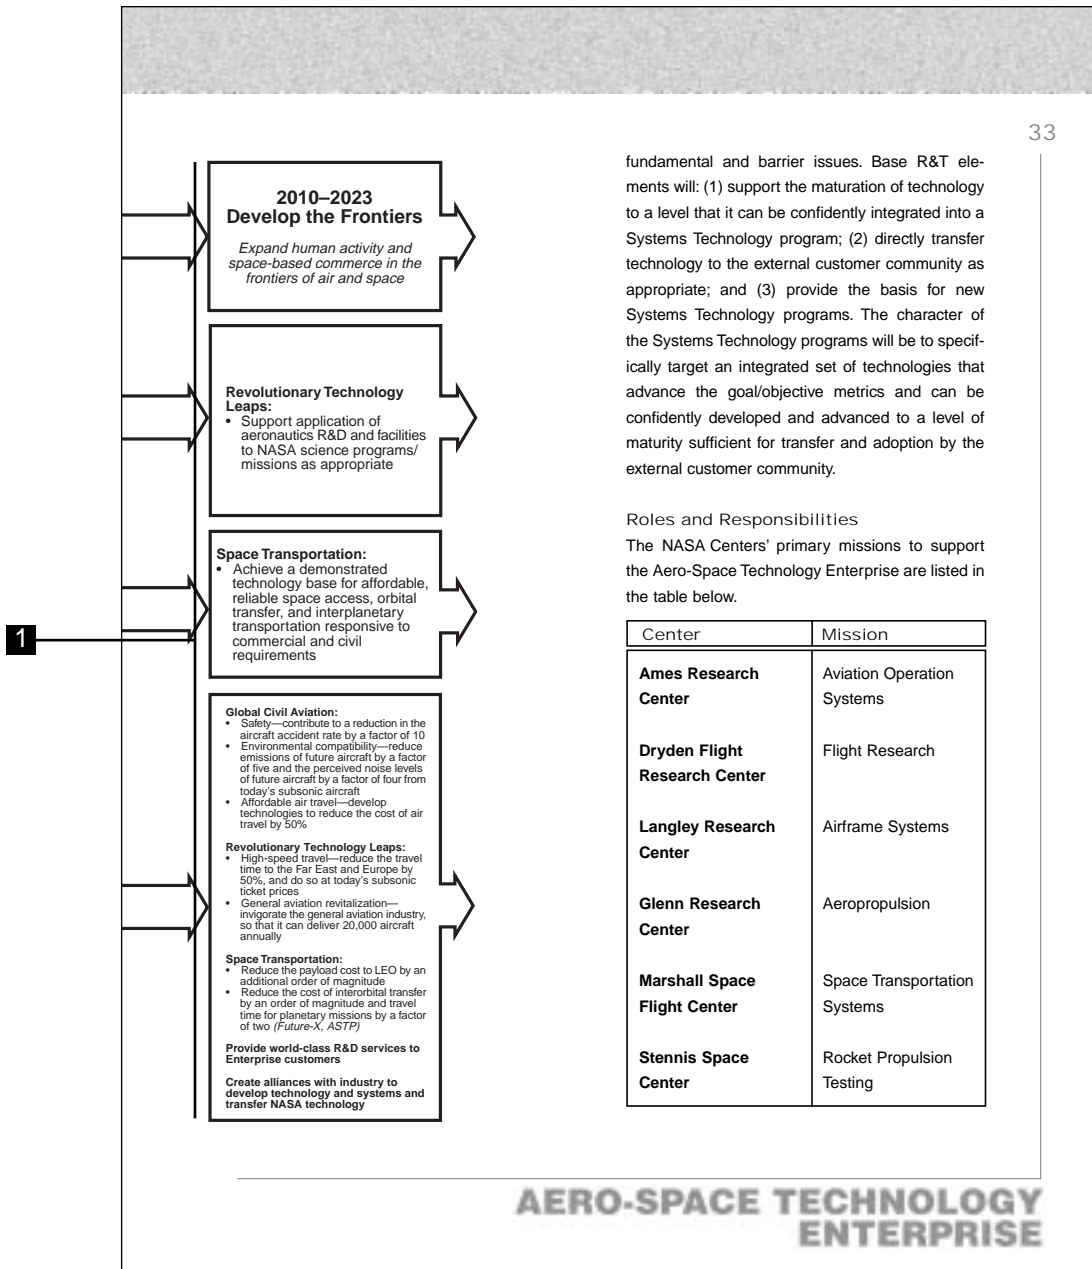 33
2010–2023
Develop the Frontiers
Expand human activity and
space-based commerce in the
frontiers of air and space
Revolutionary Technology
Leaps:
• Support application of
aeronautics R&D and facilities
to NASA science programs/
missions as appropriate
Space Transportation:
• Achieve a demonstrated
technology base for affordable,
reliable space access, orbital
transfer, and interplanetary
transportation responsive to
commercial and civil
requirements
1
Global Civil Aviation:
• Safety—contribute to a reduction in the
aircraft accident rate by a factor of 10
• Environmental compatibility—reduce
emissions of future aircraft by a factor
of five and the perceived noise levels
of future aircraft by a factor of four from
today's subsonic aircraft
• Affordable air travel—develop
technologies to reduce the cost of air
travel by 50%
Revolutionary Technology Leaps:
• High-speed travel—reduce the travel
time to the Far East and Europe by
50%, and do so at today's subsonic
ticket prices
• General aviation revitalization—
invigorate the general aviation industry,
so that it can deliver 20,000 aircraft
annually
Space Transportation:
• Reduce the payload cost to LEO by an
additional order of magnitude
• Reduce the cost of interorbital transfer
by an order of magnitude and travel
time for planetary missions by a factor
of two (Future-X, ASTP)
Provide world-class R&D services to
Enterprise customers
Create alliances with industry to
develop technology and systems and
transfer NASA technology
fundamental and barrier issues. Base R&T ele-
ments will: (1) support the maturation of technology
to a level that it can be confidently integrated into a
Systems Technology program; (2) directly transfer
technology to the external customer community as
appropriate; and (3) provide the basis for new
Systems Technology programs. The character of
the Systems Technology programs will be to specif-
ically target an integrated set of technologies that
advance the goal/objective metrics and can be
confidently developed and advanced to a level of
maturity sufficient for transfer and adoption by the
external customer community.
Roles and Responsibilities
The NASA Centers' primary missions to support
the Aero-Space Technology Enterprise are listed in
the table below.
Center Mission
Ames Research Aviation Operation
Center Systems
Dryden Flight Flight Research
Research Center
Langley Research Airframe Systems
Center
Glenn Research Aeropropulsion
Center
Marshall Space Space Transportation
Flight Center Systems
Stennis Space Rocket Propulsion
Center Testing
AERO-SPACE TECHNOLOGY
ENTERPRISE